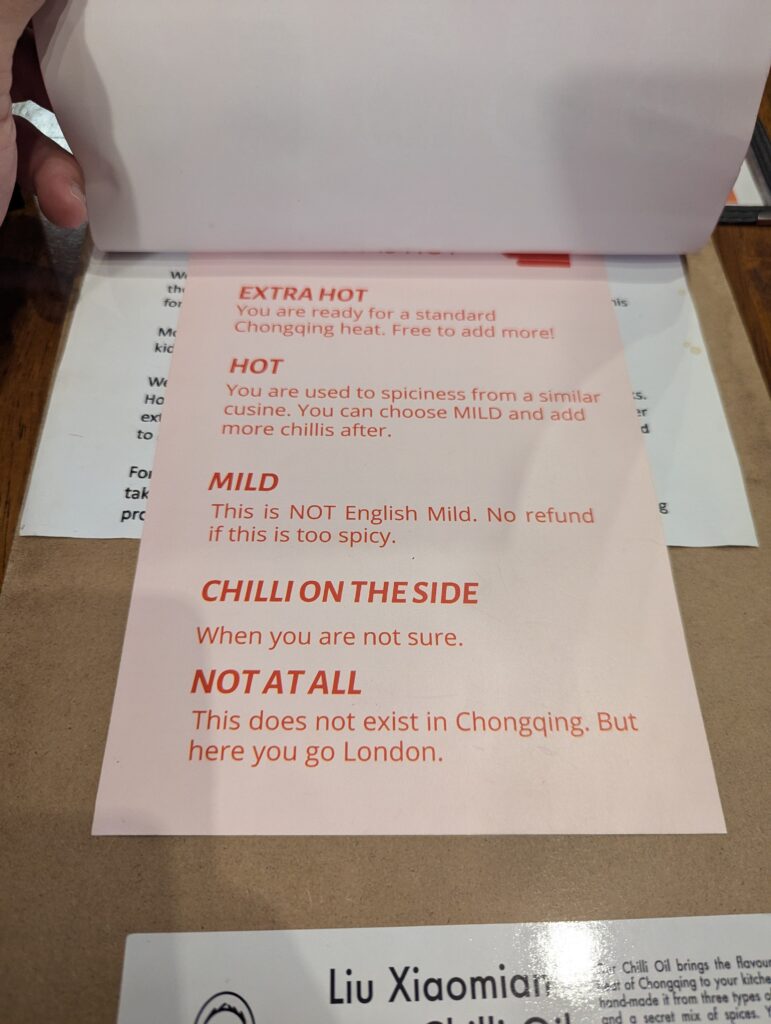 EXTRA HOT
You are ready for a standard
Chongqing heat. Free to add more!
HOT
You are used to spiciness from a similar
cusine. You can choose MILD and add
more chillis after.
MILD
This is NOT English Mild. No refund
if this is too spicy.
CHILLI ON THE SIDE
When you are not sure.
NOT AT ALL
This does not exist in Chongqing. But
here you go London.
Liu Xiaomian
Chilli Oil
Chilli Oil brings the flavour
of Chongqing to your kitche
hand-made it from three types o
and a secret mix of spices.